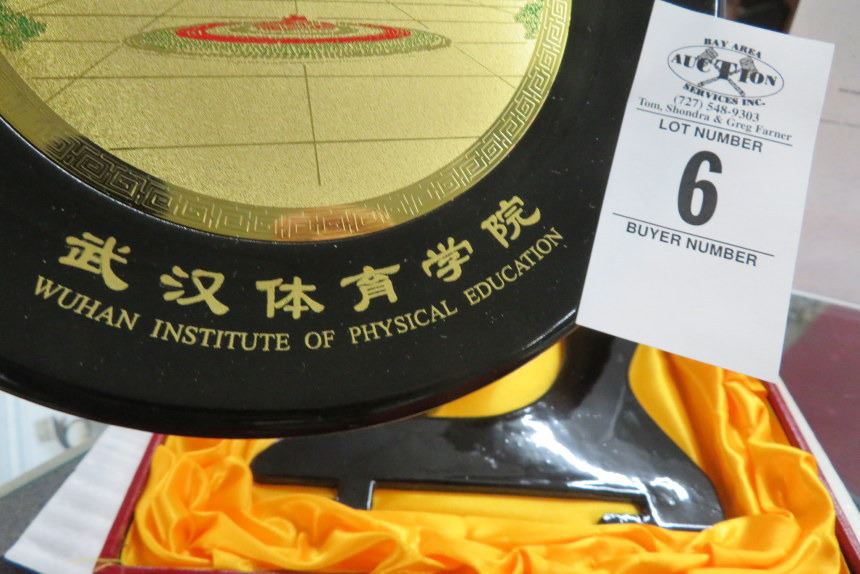 武汉体育学院
WUHAN INSTITUTE OF PHYSICAL EDUCATION
BAY AREA
AUCTION
SERVICES INC.
(727) 548-9303
Tom, Shondra & Greg Farner
LOT NUMBER
6
BUYER NUMBER